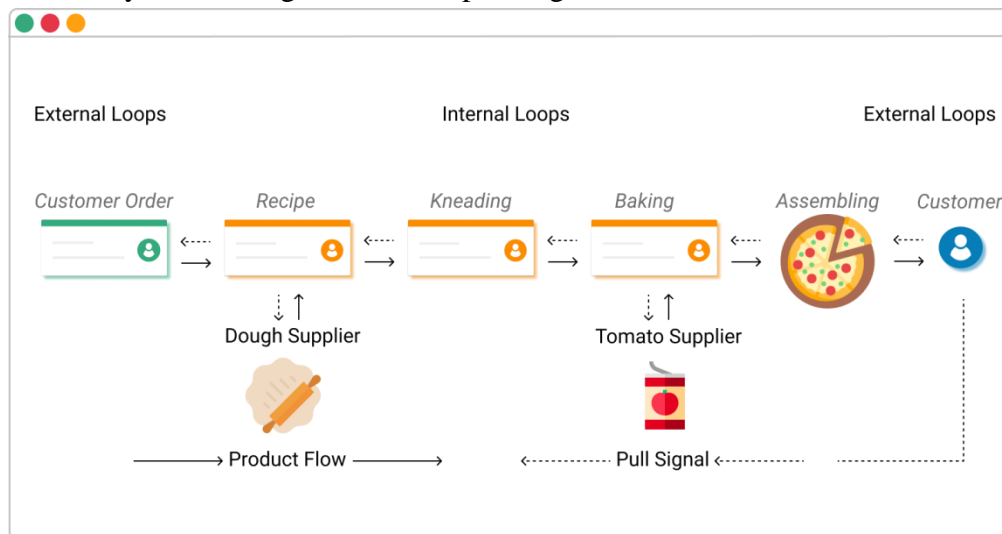 External Loops
Internal Loops
External Loops
Customer Order
Recipe
Kneading
Baking
Assembling
Customer
Dough Supplier
Tomato Supplier
Product Flow
Pull Signal